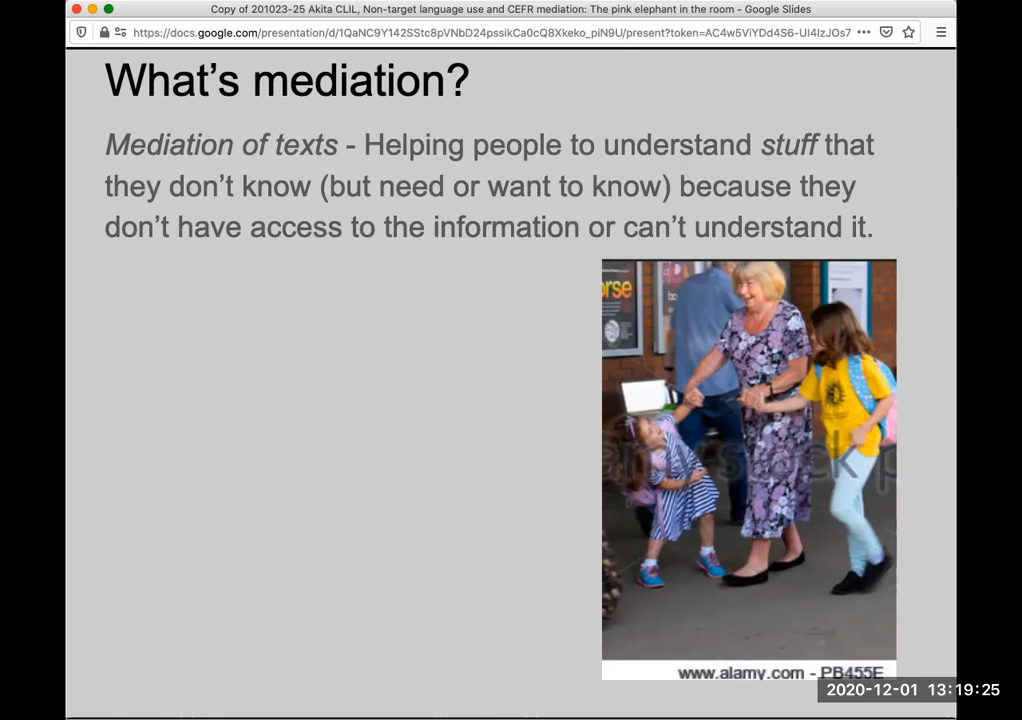 Copy of 201023-25 Akita CLIL, Non-target language use and CEFR mediation: The pink elephant in the room - Google Slides
https://docs.google.com/presentation/d/1QaNC9Y142SStc8pVNbD24pssikCa0cQ8Xkeko_piN9U/present?token=AC4w5ViYDd4S6-UI4IzJOs7
What's mediation?
Mediation of texts - Helping people to understand stuff that
they don't know (but need or want to know) because they
don't have access to the information or can't understand it.
www.alamy.com - PB455E
2020-12-01 13:19:25